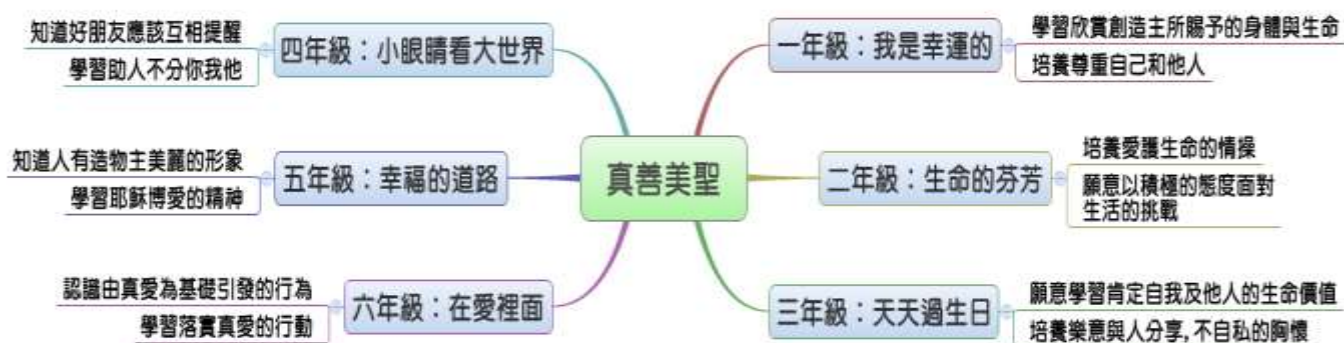 真善美聖
一年級：我是幸運的
學習欣賞創造主所賜予的身體與生命
培養尊重自己和他人
二年級：生命的芬芳
培養愛護生命的情操
願意以積極的態度面對
生活的挑戰
三年級：天天過生日
願意學習肯定自我及他人的生命價值
培養樂意與人分享,不自私的胸懷
四年級：小眼睛看大世界
知道好朋友應該互相提醒
學習助人不分你我他
五年級：幸福的道路
知道人有造物主美麗的形象
學習耶穌博愛的精神
六年級：在愛裡面
認識由真愛為基礎引發的行為
學習落實真愛的行動